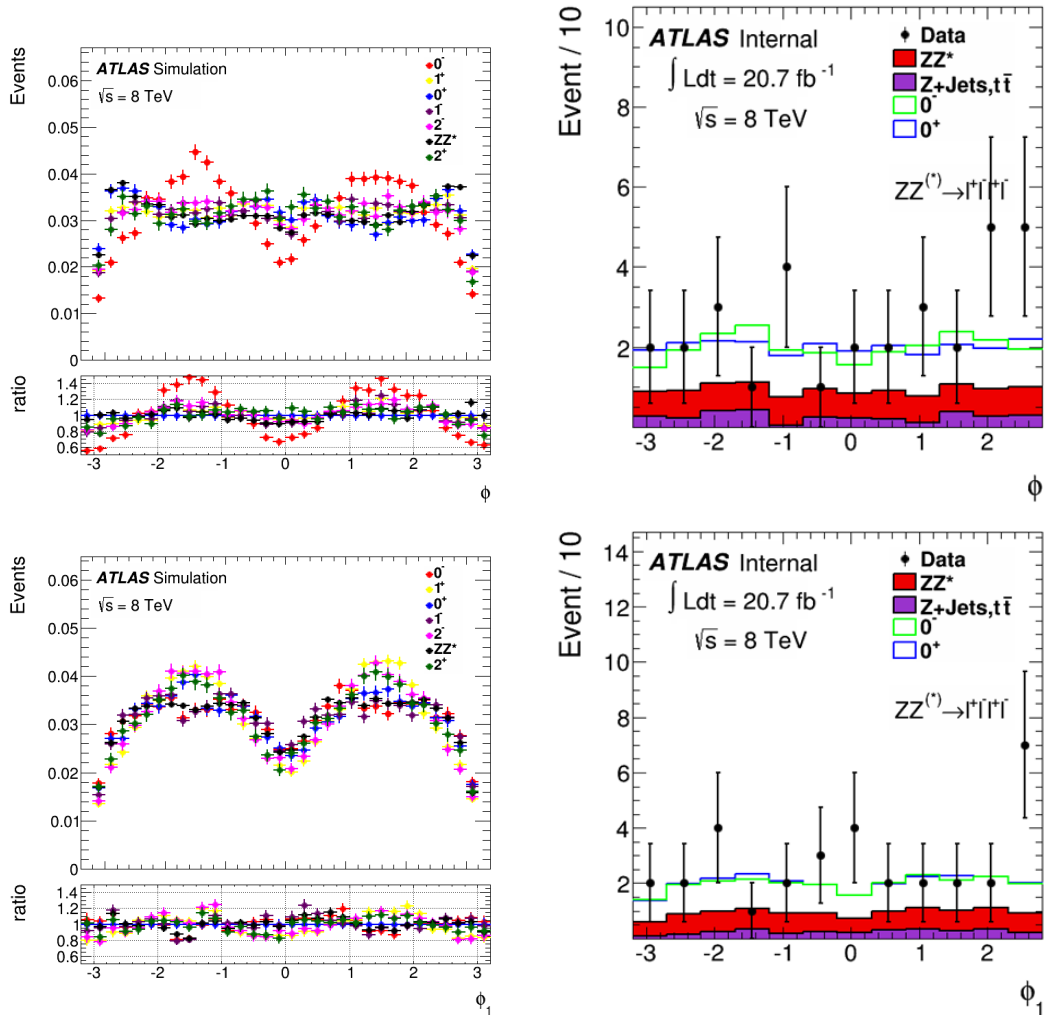 Events
0.06
0.05
0.04
0.03
0.02
0.01
0
ATLAS Simulation
√s = 8 TeV
0⁻
1⁺
0⁺
1⁻
2⁻
ZZ*
2⁺
ratio
1.4
1.2
1
0.8
0.6
-3 -2 -1 0 1 2 3
ϕ
Event / 10
10
8
6
4
2
ATLAS Internal
∫ Ldt = 20.7 fb⁻¹
√s = 8 TeV
Data
ZZ*
Z+Jets,tt̄
0⁻
0⁺
ZZ⁽*⁾→l⁺l⁻l⁺l⁻
-3 -2 -1 0 1 2
ϕ
Events
0.06
0.05
0.04
0.03
0.02
0.01
0
ATLAS Simulation
√s = 8 TeV
0⁻
1⁺
0⁺
1⁻
2⁻
ZZ*
2⁺
ratio
1.4
1.2
1
0.8
0.6
-3 -2 -1 0 1 2 3
ϕ₁
Event / 10
14
12
10
8
6
4
2
0
ATLAS Internal
∫ Ldt = 20.7 fb⁻¹
√s = 8 TeV
Data
ZZ*
Z+Jets,tt̄
0⁻
0⁺
ZZ⁽*⁾→l⁺l⁻l⁺l⁻
-3 -2 -1 0 1 2
ϕ₁